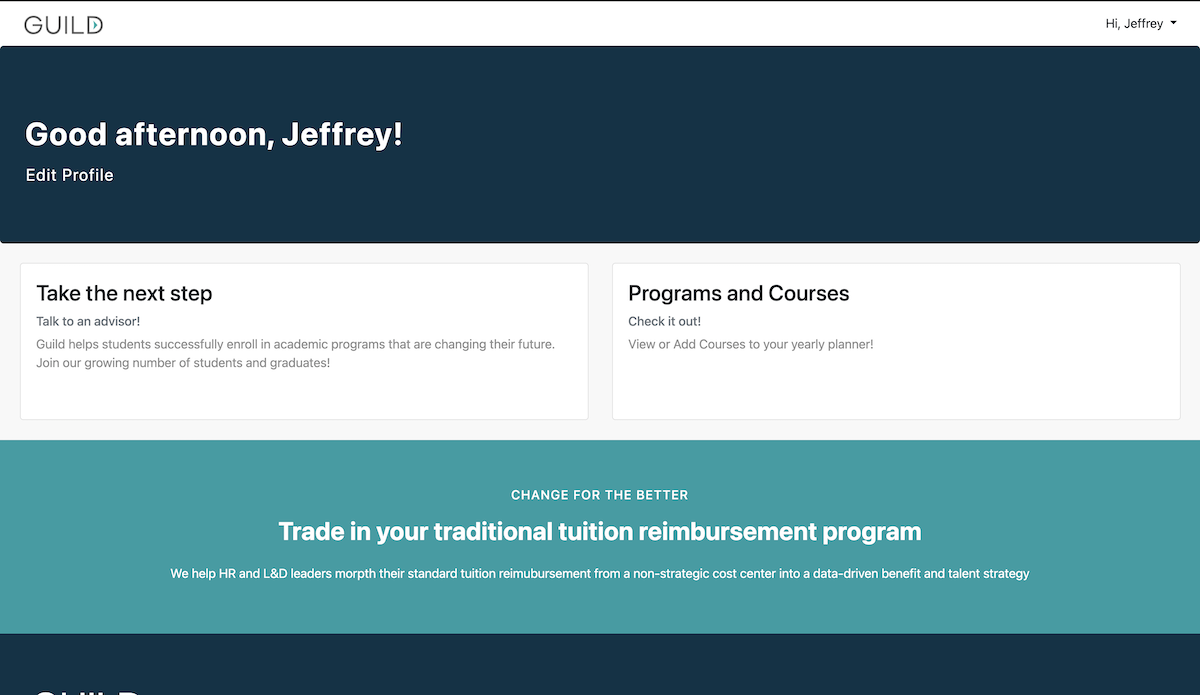 GUILD
Hi, Jeffrey
Good afternoon, Jeffrey!
Edit Profile
Take the next step
Talk to an advisor!
Guild helps students successfully enroll in academic programs that are changing their future.
Join our growing number of students and graduates!
Programs and Courses
Check it out!
View or Add Courses to your yearly planner!
CHANGE FOR THE BETTER
Trade in your traditional tuition reimbursement program
We help HR and L&D leaders morpth their standard tuition reimubursement from a non-strategic cost center into a data-driven benefit and talent strategy